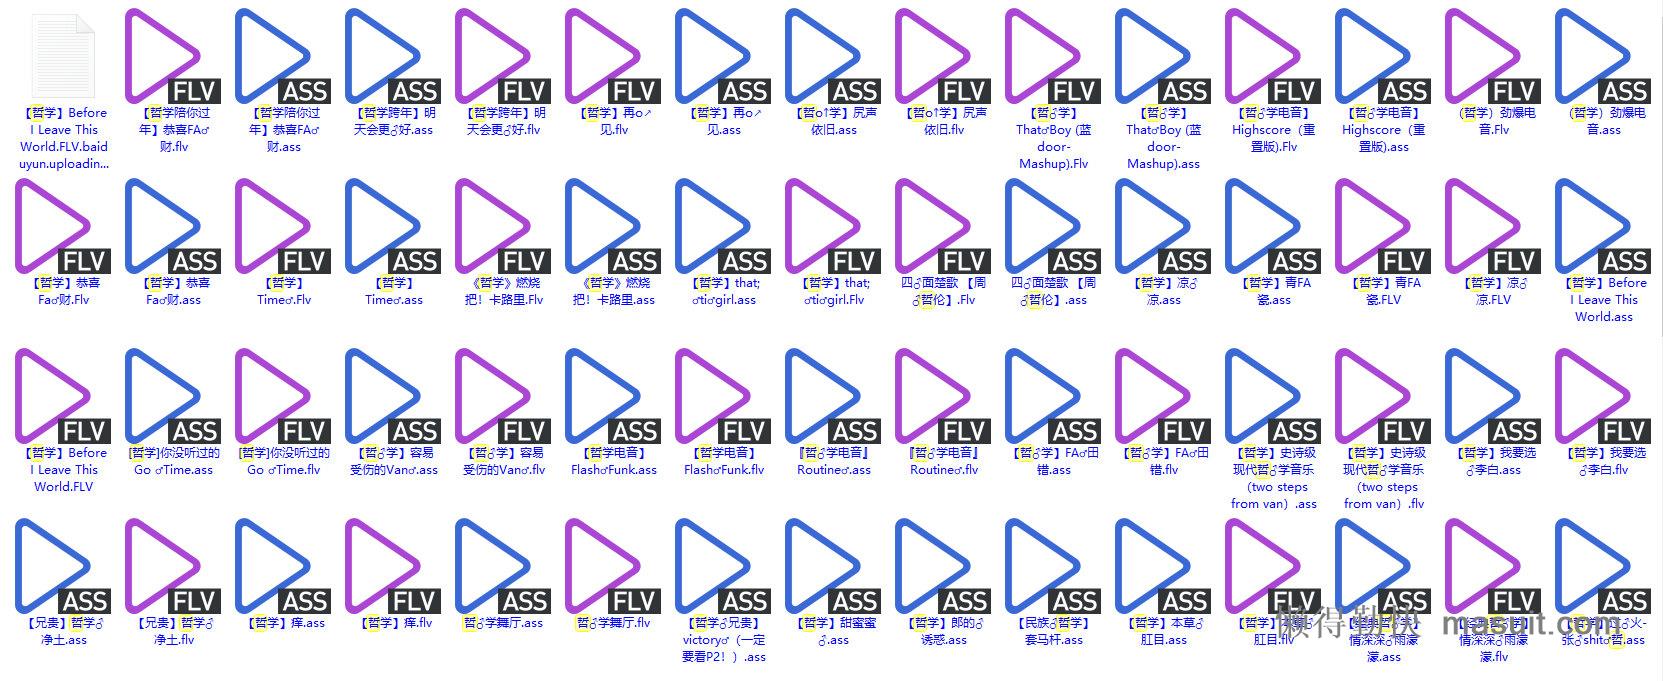 FLV ASS ASS FLV FLV ASS ASS FLV FLV ASS FLV ASS FLV ASS
【哲学】Before I Leave This World.FLV.baiduyun.uploadin...
【哲学陪你过年】恭喜FA♂财.flv
【哲学陪你过年】恭喜FA♂财.ass
【哲学跨年】明天会更♂好.ass
【哲学跨年】明天会更♂好.flv
【哲学】再o↗见.flv
【哲学】再o↗见.ass
【哲o↑学】尻声依旧.ass
【哲o↑学】尻声依旧.flv
【哲♂学】That♂Boy (蓝door-Mashup).Flv
【哲♂学】That♂Boy (蓝door-Mashup).ass
【哲♂学电音】Highscore（重置版).Flv
【哲♂学电音】Highscore（重置版).ass
（哲学）劲爆电音.Flv
（哲学）劲爆电音.ass
FLV ASS FLV ASS FLV ASS ASS FLV FLV ASS ASS ASS FLV FLV ASS
【哲学】恭喜Fa♂财.Flv
【哲学】恭喜Fa♂财.ass
【哲学】Time♂.Flv
【哲学】Time♂.ass
《哲学》燃烧把！卡路里.Flv
《哲学》燃烧把！卡路里.ass
【哲学】that;♂ti♂girl.ass
【哲学】that;♂ti♂girl.Flv
四♂面楚歌 【周♂哲伦】.Flv
四♂面楚歌 【周♂哲伦】.ass
【哲学】凉♂凉.ass
【哲学】青FA瓷.ass
【哲学】青FA瓷.FLV
【哲学】凉♂凉.FLV
【哲学】Before I Leave This World.ass
FLV ASS FLV ASS FLV ASS FLV ASS FLV ASS FLV ASS FLV ASS FLV
【哲学】Before I Leave This World.FLV
[哲学]你没听过的Go ♂Time.ass
[哲学]你没听过的Go ♂Time.flv
【哲♂学】容易受伤的Van♂.ass
【哲♂学】容易受伤的Van♂.flv
【哲学电音】Flash♂Funk.ass
【哲学电音】Flash♂Funk.flv
『哲♂学电音』Routine♂.ass
『哲♂学电音』Routine♂.flv
【哲♂学】FA♂田错.ass
【哲♂学】FA♂田错.flv
【哲学】史诗级现代哲♂学音乐（two steps from van）.ass
【哲学】史诗级现代哲♂学音乐（two steps from van）.flv
【哲学】我要选♂李白.ass
【哲学】我要选♂李白.flv
ASS FLV ASS FLV ASS FLV ASS ASS ASS ASS ASS FLV ASS FLV ASS
【兄贵】哲学♂净土.ass
【兄贵】哲学♂净土.flv
【哲学】痒.ass
【哲学】痒.flv
哲♂学舞厅.ass
哲♂学舞厅.flv
【哲学♂兄贵】victory♂（一定要看P2！）.ass
【哲学】甜蜜蜜♂.ass
【哲学】郎的♂诱惑.ass
【民族♂哲学】套马杆.ass
【哲学】本草♂肛目.ass
【哲学】本草♂肛目.flv
【经典哲♂学】情深深♂雨濛濛.ass
【经典哲♂学】情深深♂雨濛濛.flv
♂火-张♂shit♂哲.ass
懒得勤快 masuit.com